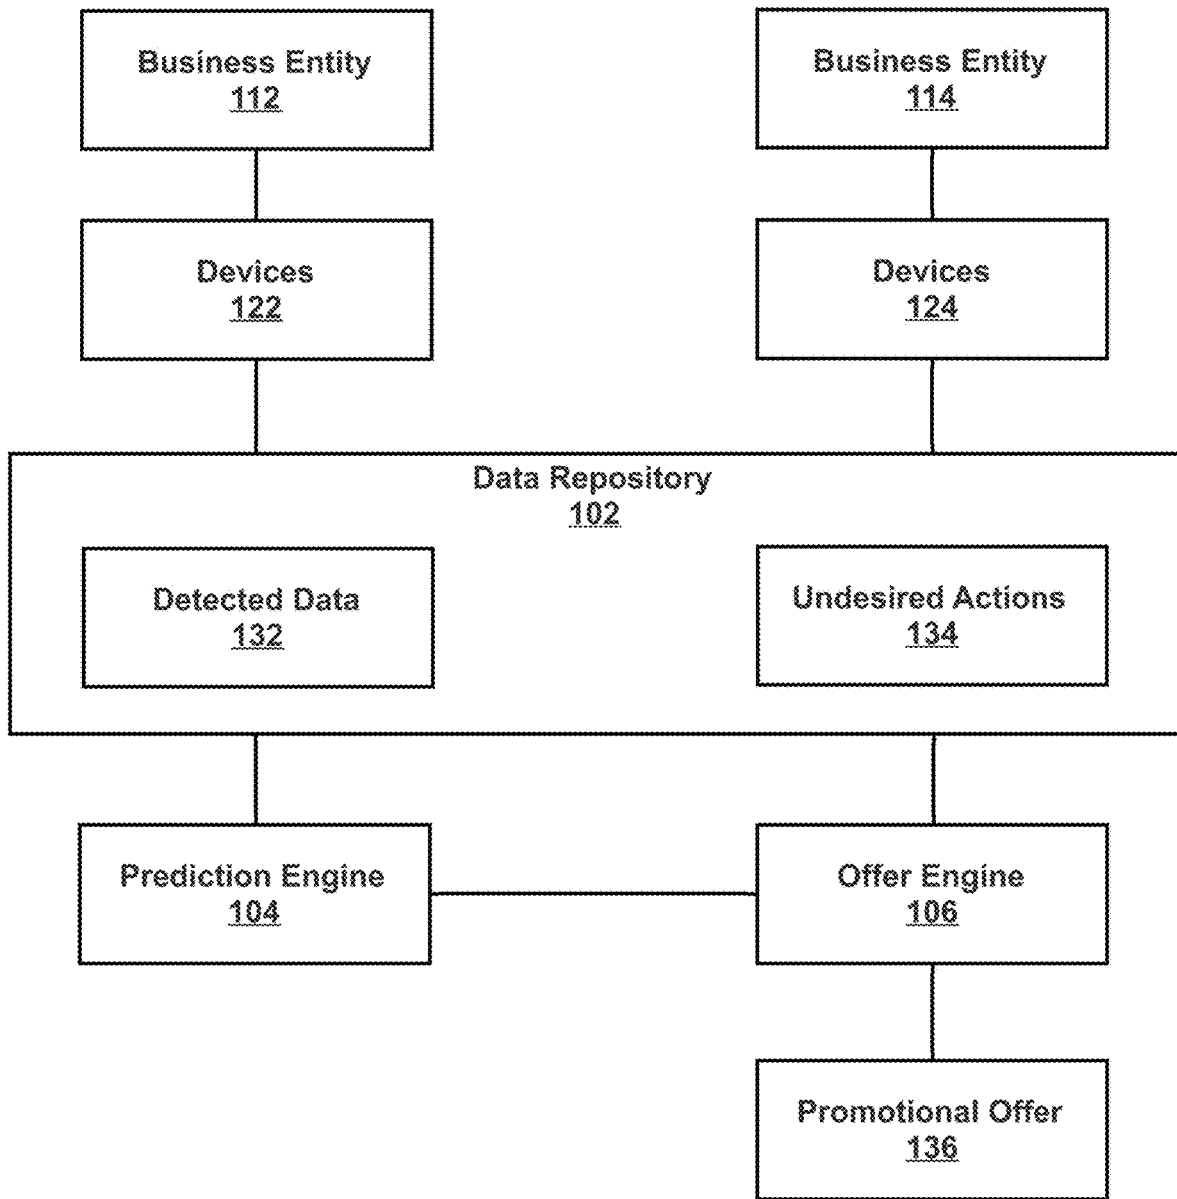 Business Entity
112
Business Entity
114
Devices
122
Devices
124
Data Repository
102
Detected Data
132
Undesired Actions
134
Prediction Engine
104
Offer Engine
106
Promotional Offer
136